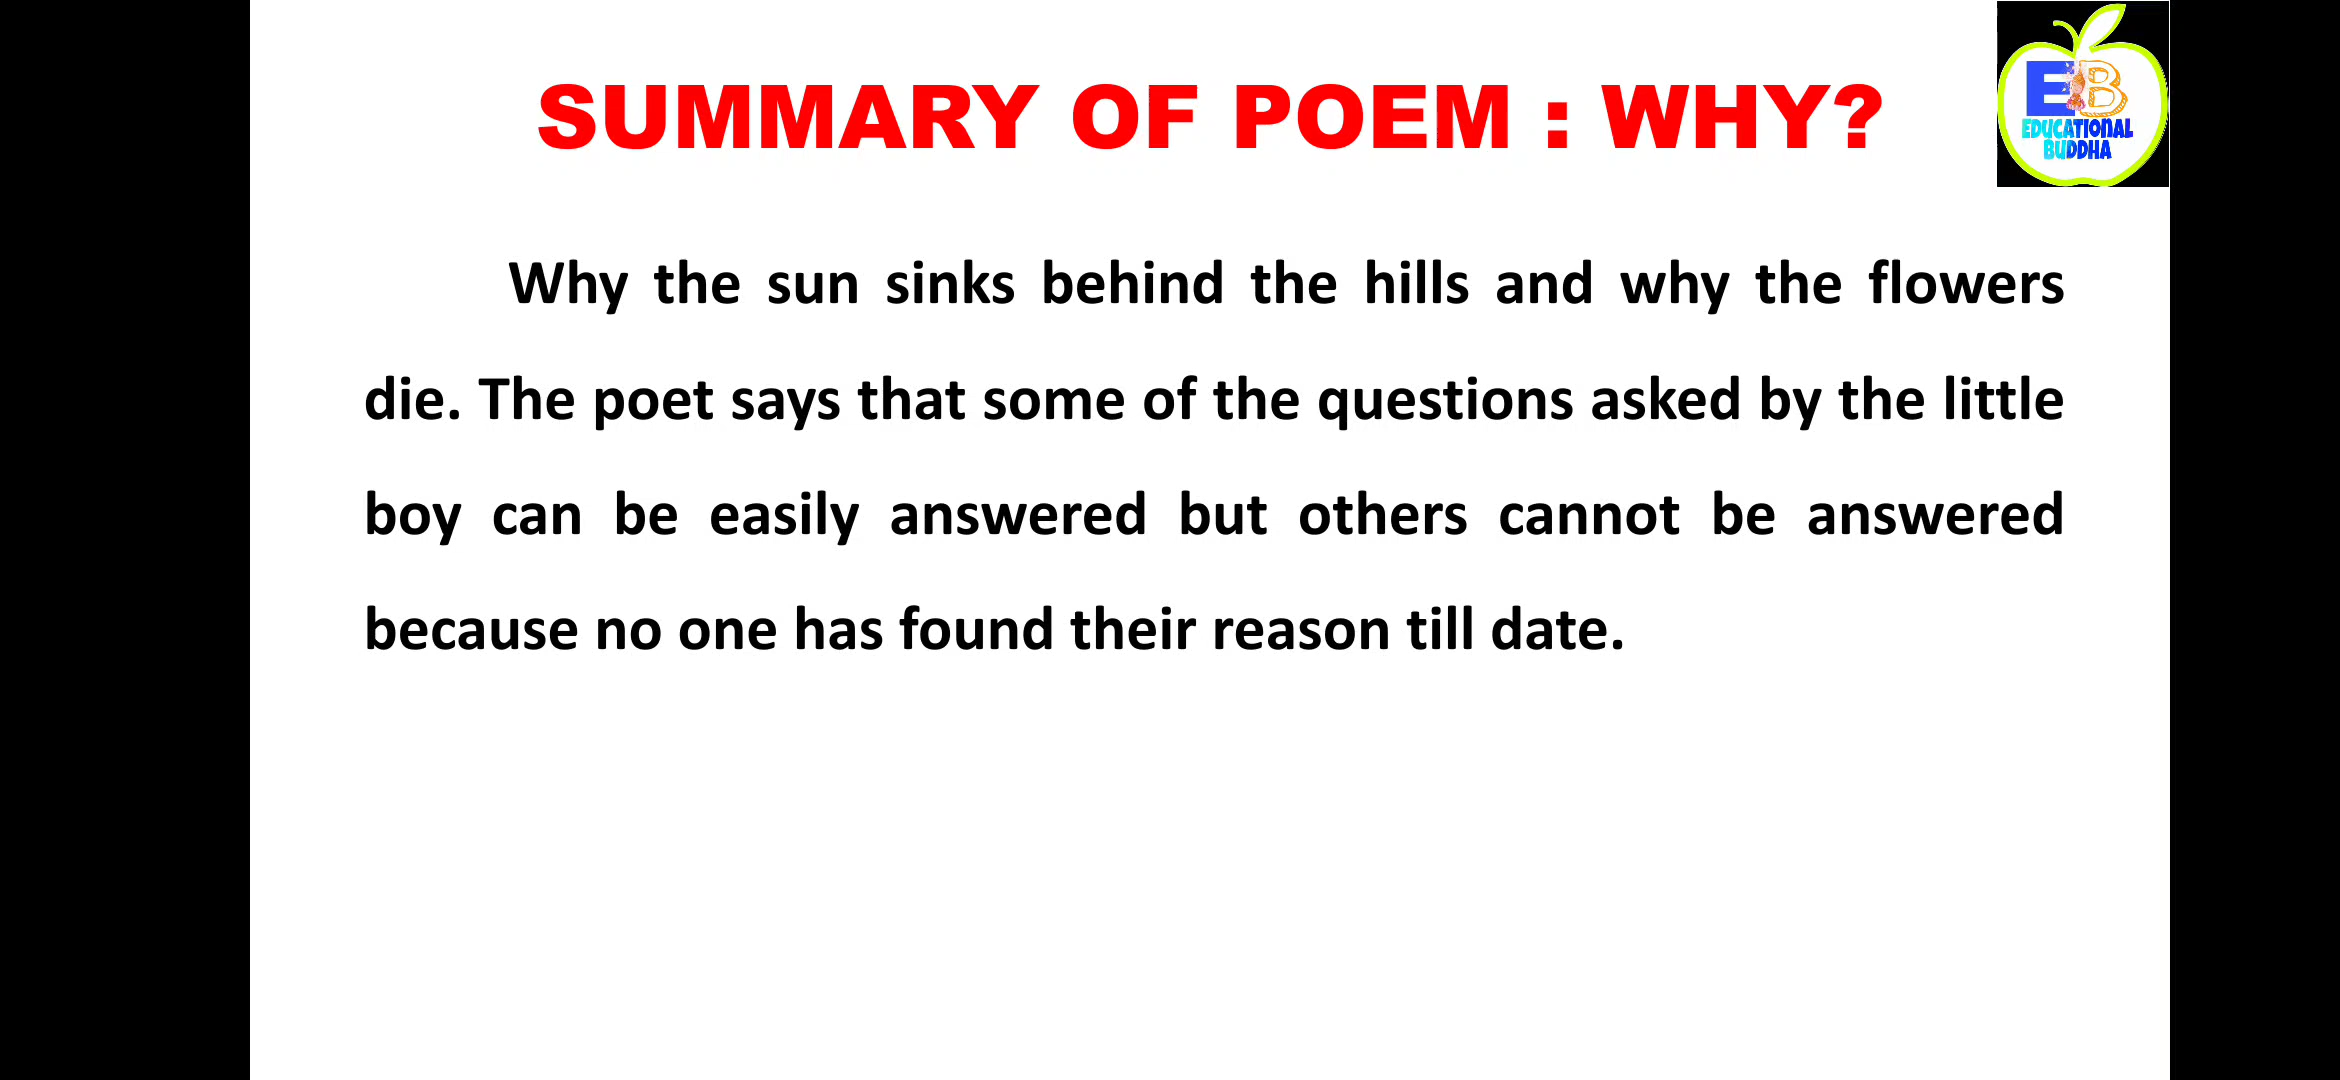 SUMMARY OF POEM : WHY?
EB
EDUCATIONAL
BUDDHA
Why the sun sinks behind the hills and why the flowers
die. The poet says that some of the questions asked by the little
boy can be easily answered but others cannot be answered
because no one has found their reason till date.